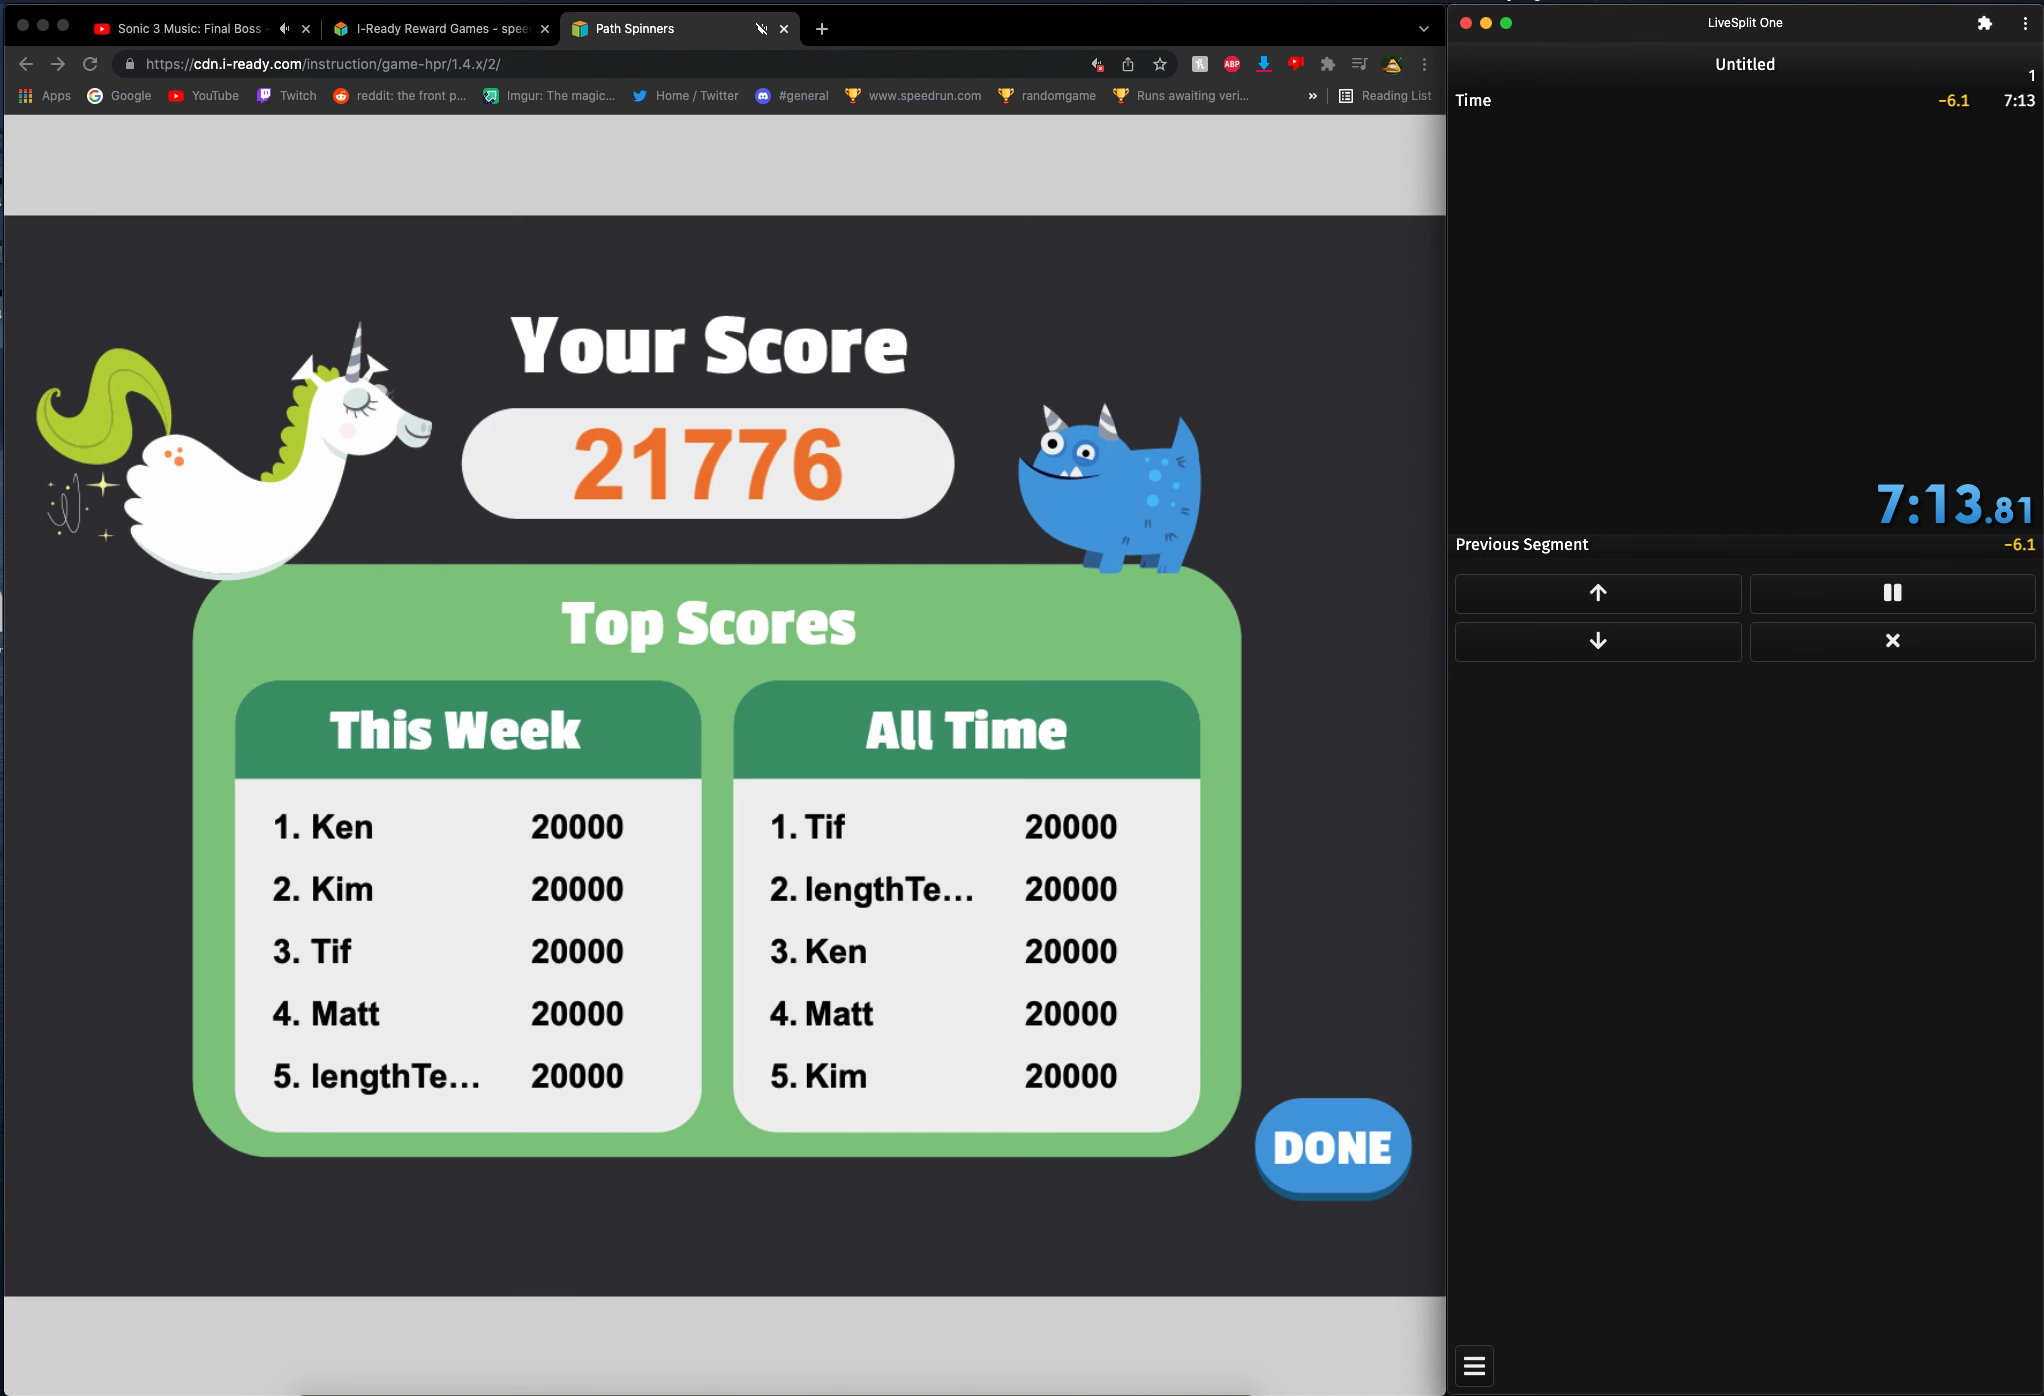 Sonic 3 Music: Final Boss -
I-Ready Reward Games - spee
Path Spinners
https://cdn.i-ready.com/instruction/game-hpr/1.4.x/2/
ABP
Apps
Google
YouTube
Twitch
reddit: the front p...
Imgur: The magic...
Home / Twitter
#general
www.speedrun.com
randomgame
Runs awaiting veri...
»
Reading List
Your Score
21776
Top Scores
This Week
1. Ken 20000
2. Kim 20000
3. Tif 20000
4. Matt 20000
5. lengthTe... 20000
All Time
1. Tif 20000
2. lengthTe... 20000
3. Ken 20000
4. Matt 20000
5. Kim 20000
DONE
LiveSplit One
Untitled
1
Time −6.1 7:13
7:13.81
Previous Segment −6.1